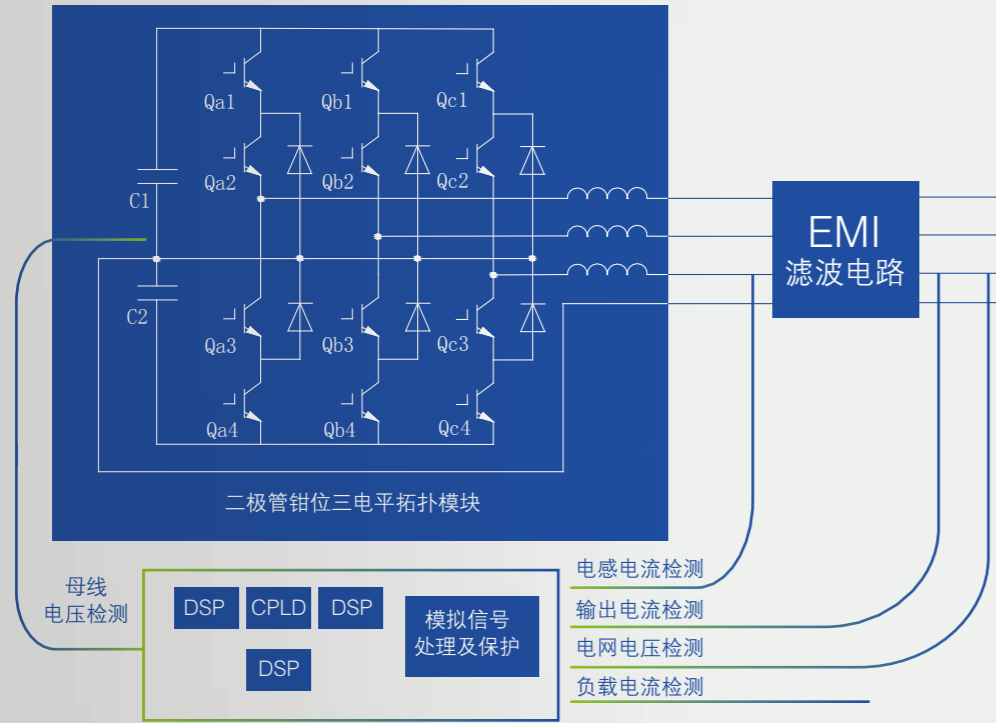 Qa1
Qb1
Qc1
Qa2
Qb2
Qc2
C1
EMI
滤波电路
C2
Qa3
Qb3
Qc3
Qa4
Qb4
Qc4
二极管钳位三电平拓扑模块
母线
电压检测
DSP
CPLD
DSP
DSP
模拟信号
处理及保护
电感电流检测
输出电流检测
电网电压检测
负载电流检测